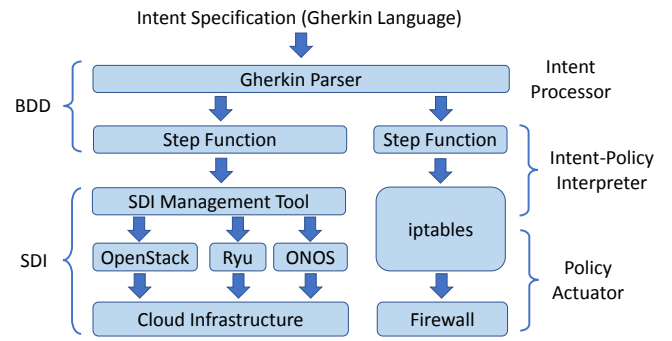 Intent Specification (Gherkin Language)
Gherkin Parser
Intent
Processor
BDD
Step Function
Step Function
Intent-Policy
Interpreter
SDI Management Tool
iptables
SDI
OpenStack
Ryu
ONOS
Policy
Actuator
Cloud Infrastructure
Firewall